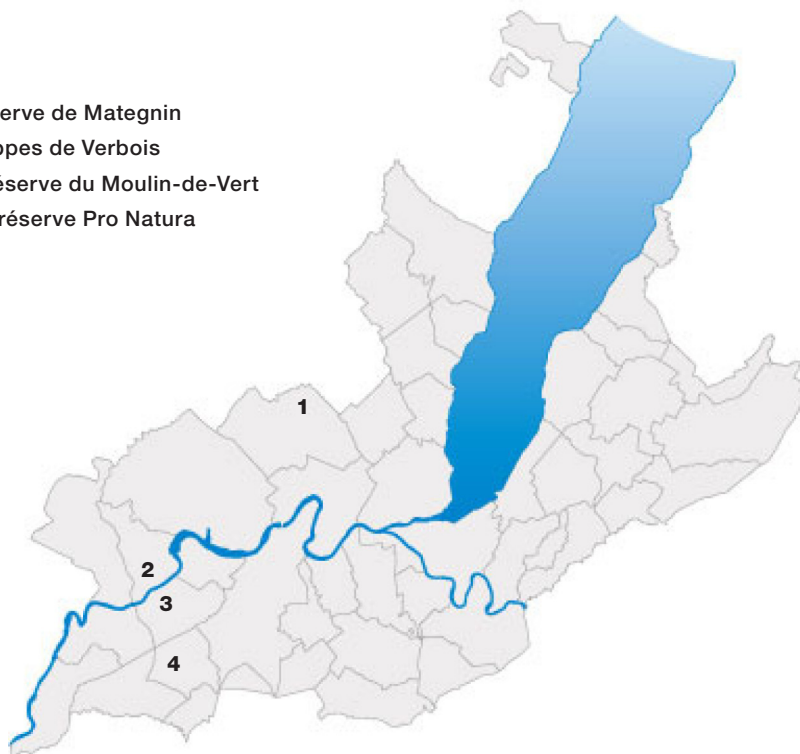 erve de Mategnin
opes de Verbois
éserve du Moulin-de-Vert
réserve Pro Natura
1
2
3
4